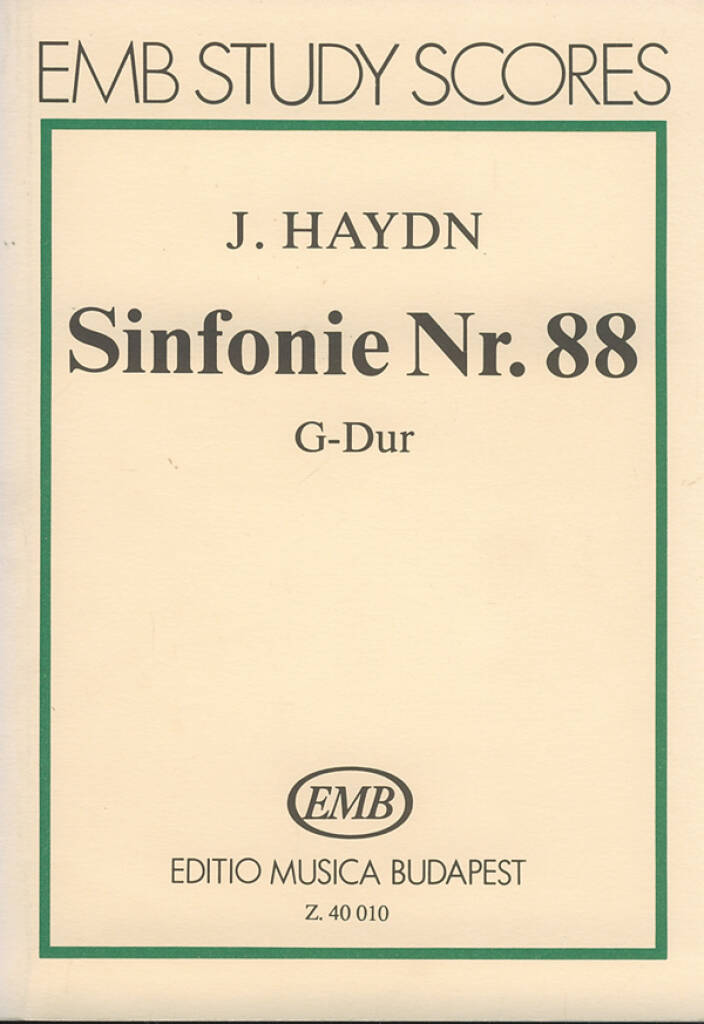 EMB STUDY SCORES
J. HAYDN
Sinfonie Nr. 88
G-Dur
EMB
EDITIO MUSICA BUDAPEST
Z. 40 010